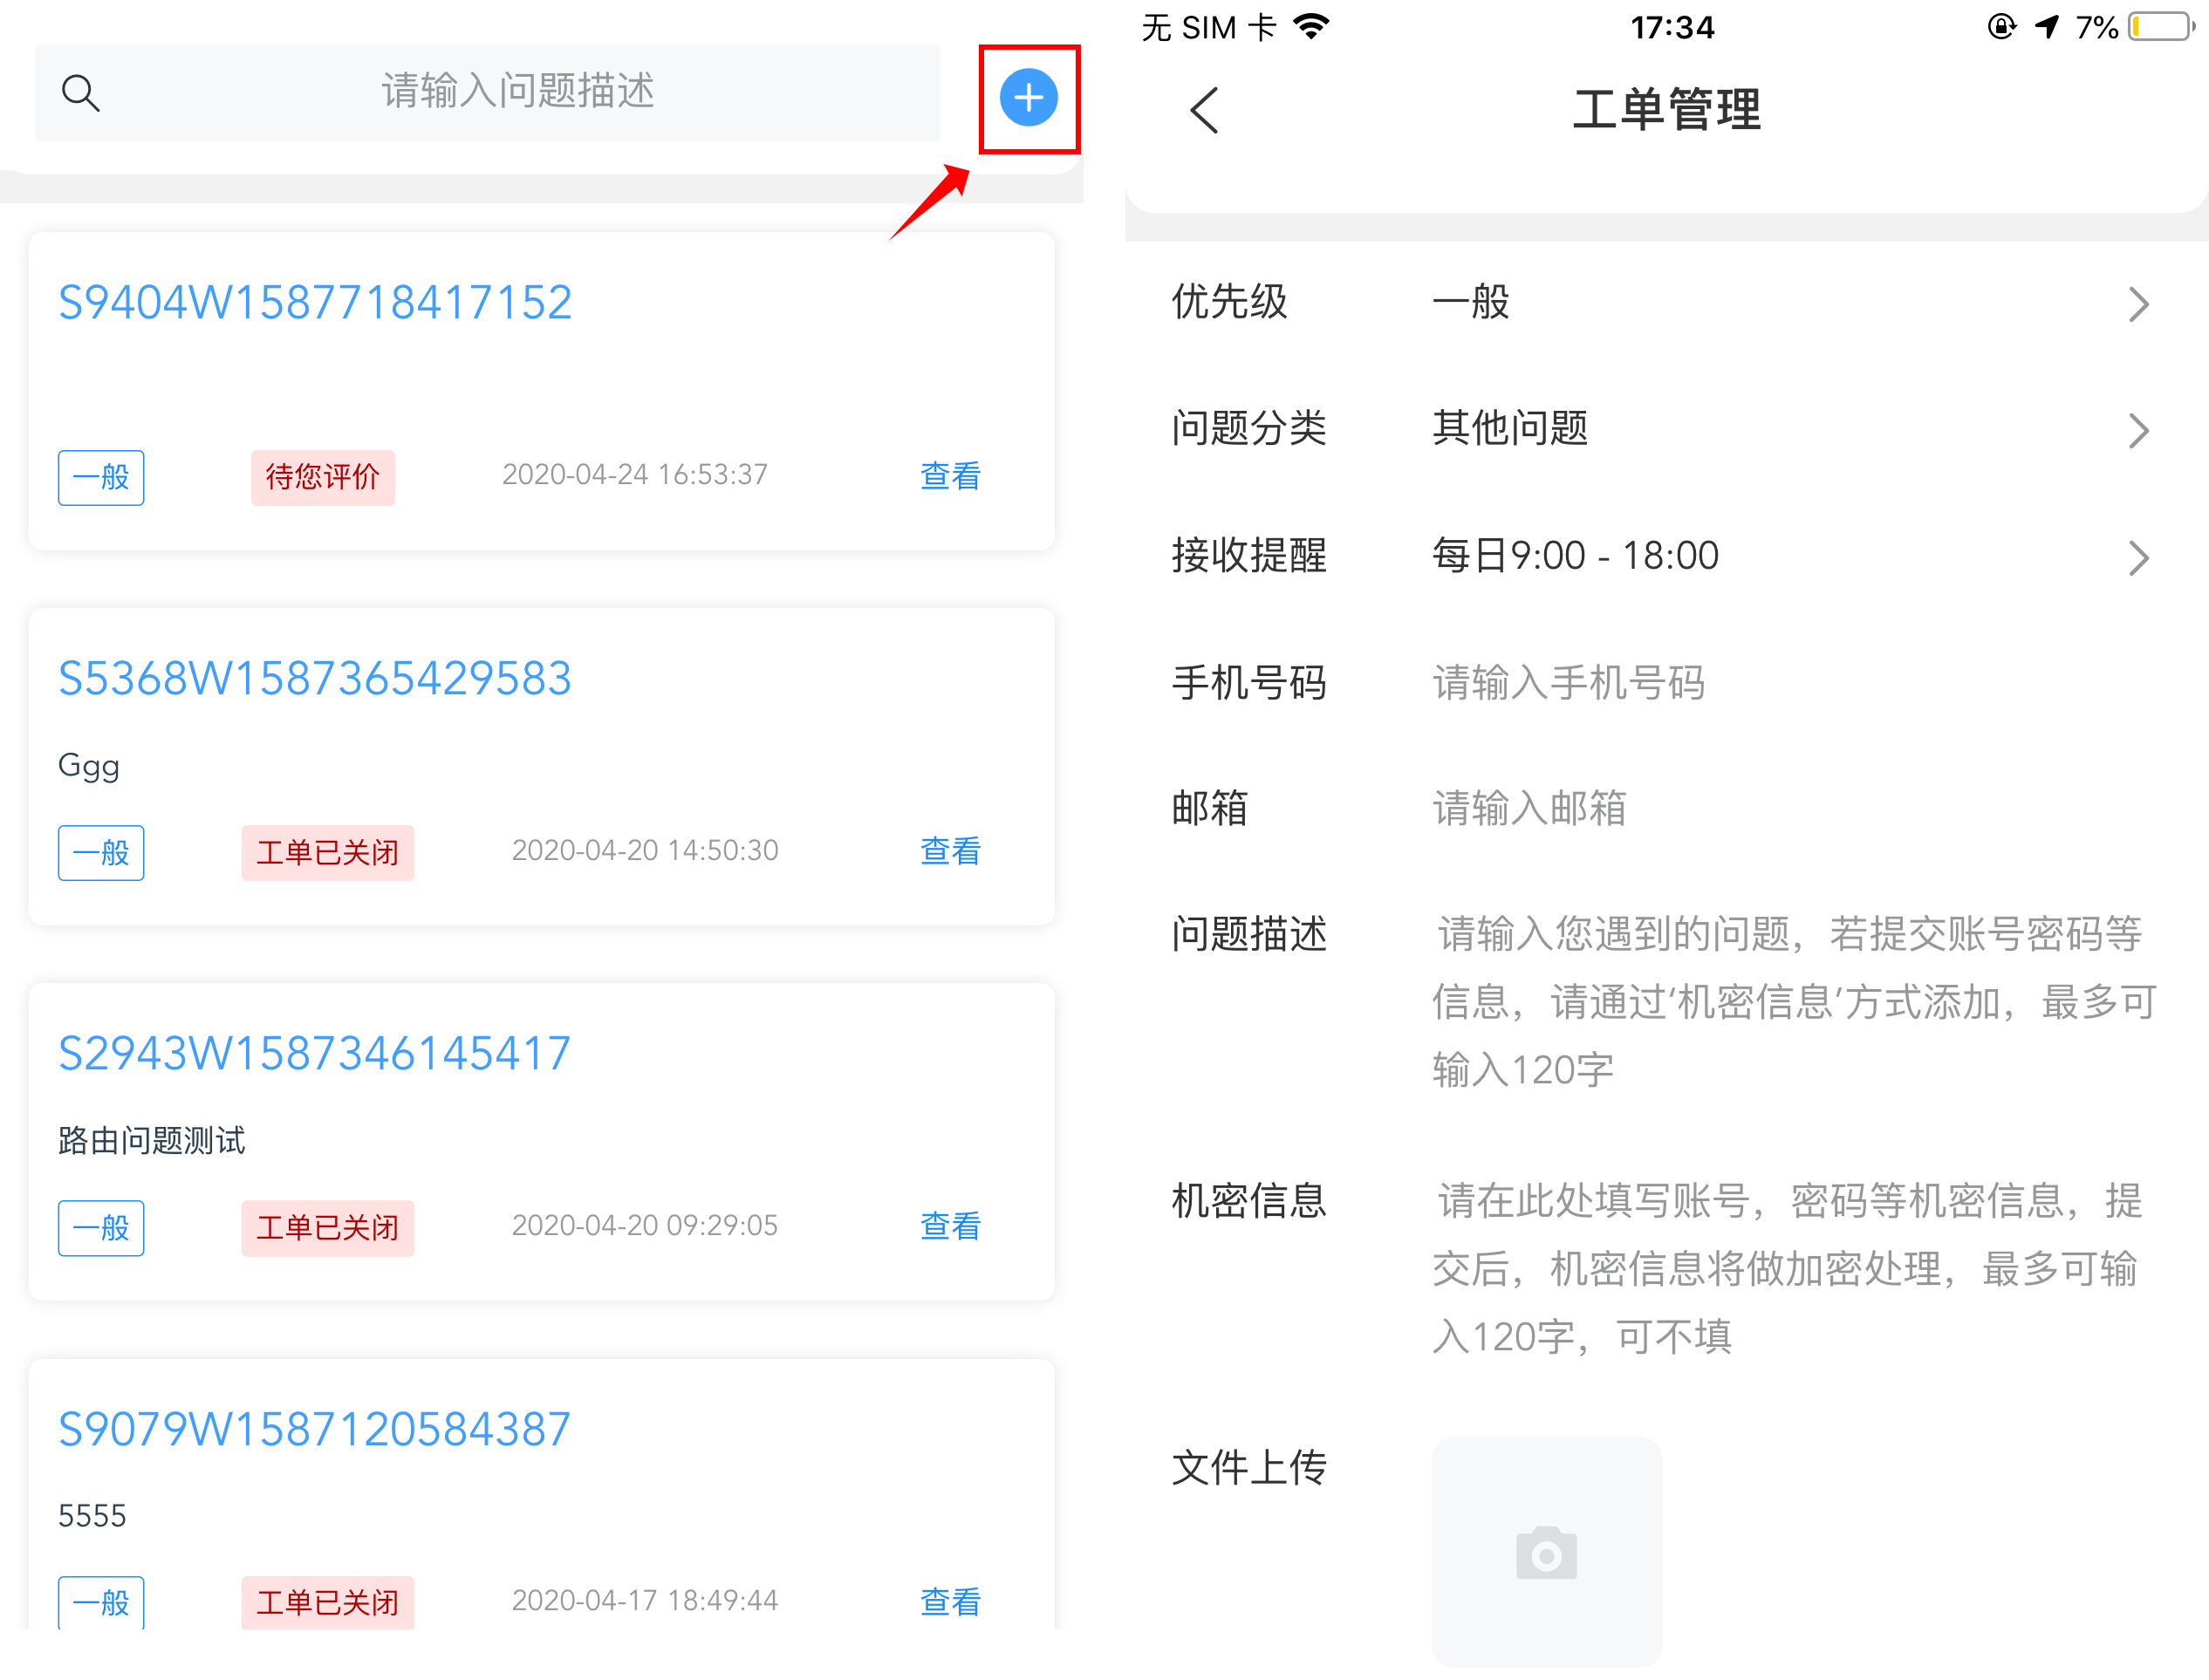 请输入问题描述
S9404W1587718417152
一般
待您评价
2020-04-24 16:53:37
查看
S5368W1587365429583
Ggg
一般
工单已关闭
2020-04-20 14:50:30
查看
S2943W1587346145417
路由问题测试
一般
工单已关闭
2020-04-20 09:29:05
查看
S9079W1587120584387
5555
一般
工单已关闭
2020-04-17 18:49:44
查看
无 SIM 卡
17:34
7%
工单管理
优先级
一般
问题分类
其他问题
接收提醒
每日9:00 - 18:00
手机号码
请输入手机号码
邮箱
请输入邮箱
问题描述
请输入您遇到的问题，若提交账号密码等
信息，请通过‘机密信息’方式添加，最多可
输入120字
机密信息
请在此处填写账号，密码等机密信息，提
交后，机密信息将做加密处理，最多可输
入120字，可不填
文件上传